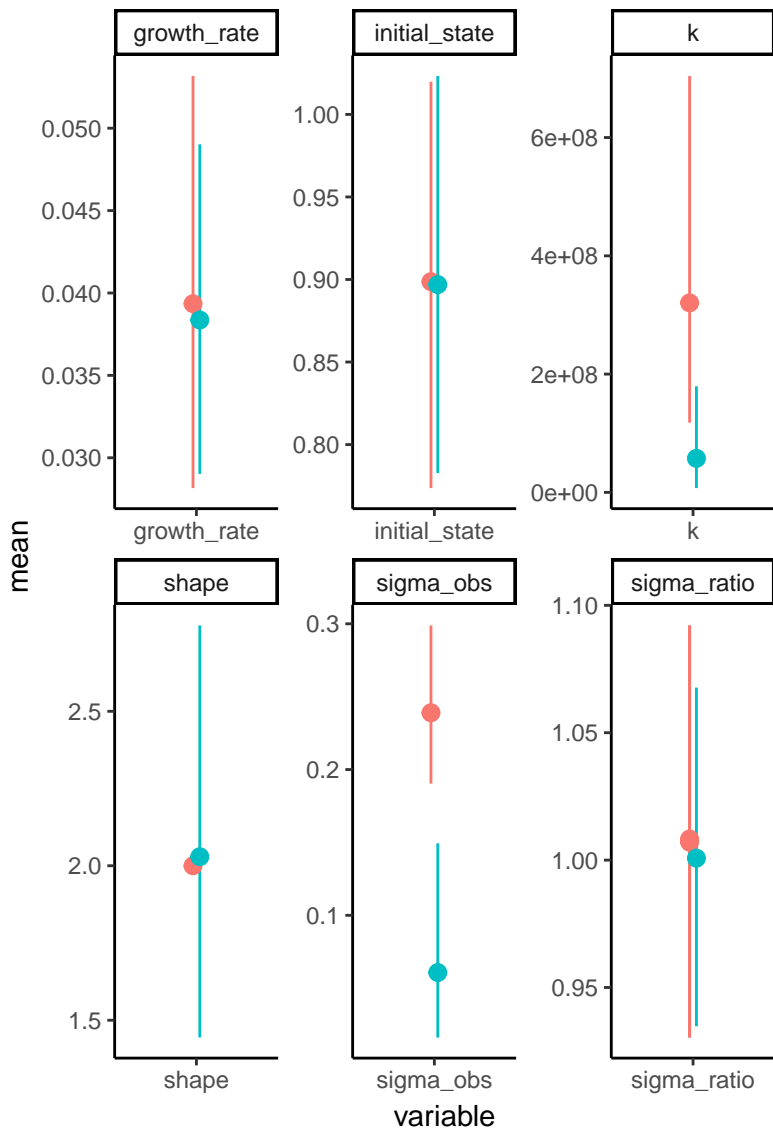 growth_rate
initial_state
k
0.050
0.045
0.040
0.035
0.030
1.00
0.95
0.90
0.85
0.80
6e+08
4e+08
2e+08
0e+00
growth_rate
initial_state
k
mean
shape
sigma_obs
sigma_ratio
2.5
2.0
1.5
0.3
0.2
0.1
1.10
1.05
1.00
0.95
shape
sigma_obs
sigma_ratio
variable